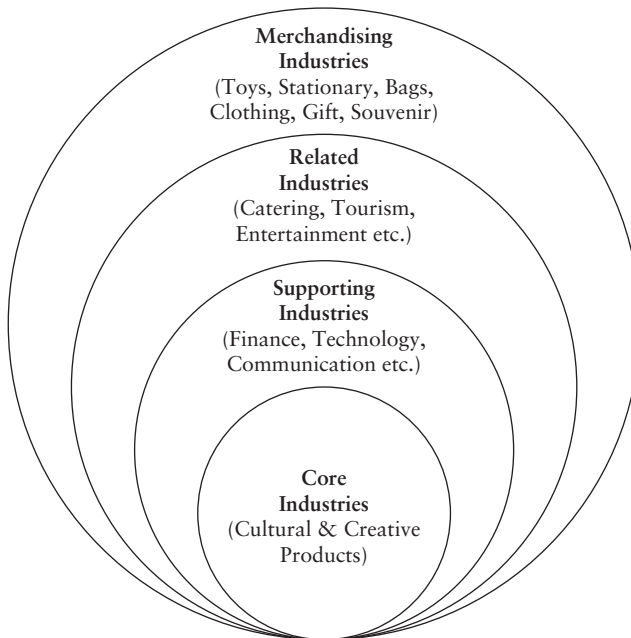 Merchandising
Industries
(Toys, Stationary, Bags,
Clothing, Gift, Souvenir)
Related
Industries
(Catering, Tourism,
Entertainment etc.)
Supporting
Industries
(Finance, Technology,
Communication etc.)
Core
Industries
(Cultural & Creative
Products)